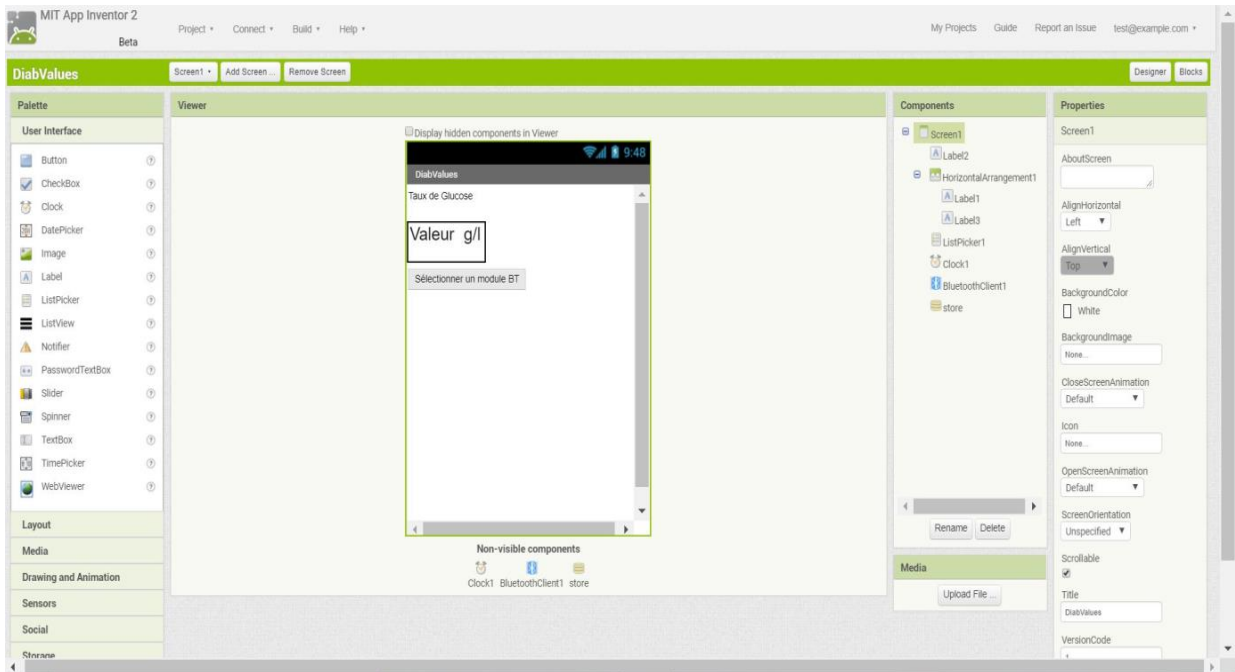 MIT App Inventor 2
Beta
Project Connect Build Help
My Projects Guide Report an Issue test@example.com
DiabValues
Screen1 Add Screen ... Remove Screen
Designer Blocks
Palette
User Interface
Button
CheckBox
Clock
DatePicker
Image
Label
ListPicker
ListView
Notifier
PasswordTextBox
Slider
Spinner
TextBox
TimePicker
WebViewer
Layout
Media
Drawing and Animation
Sensors
Social
Storage
Viewer
Display hidden components in Viewer
9:48
DiabValues
Taux de Glucose
Valeur g/l
Sélectionner un module BT
Non-visible components
Clock1 BluetoothClient1 store
Components
Screen1
Label2
HorizontalArrangement1
Label1
Label3
ListPicker1
Clock1
BluetoothClient1
store
Rename Delete
Media
Upload File ...
Properties
Screen1
AboutScreen
AlignHorizontal
Left
AlignVertical
Top
BackgroundColor
White
BackgroundImage
None...
CloseScreenAnimation
Default
Icon
None...
OpenScreenAnimation
Default
ScreenOrientation
Unspecified
Scrollable
Title
DiabValues
VersionCode